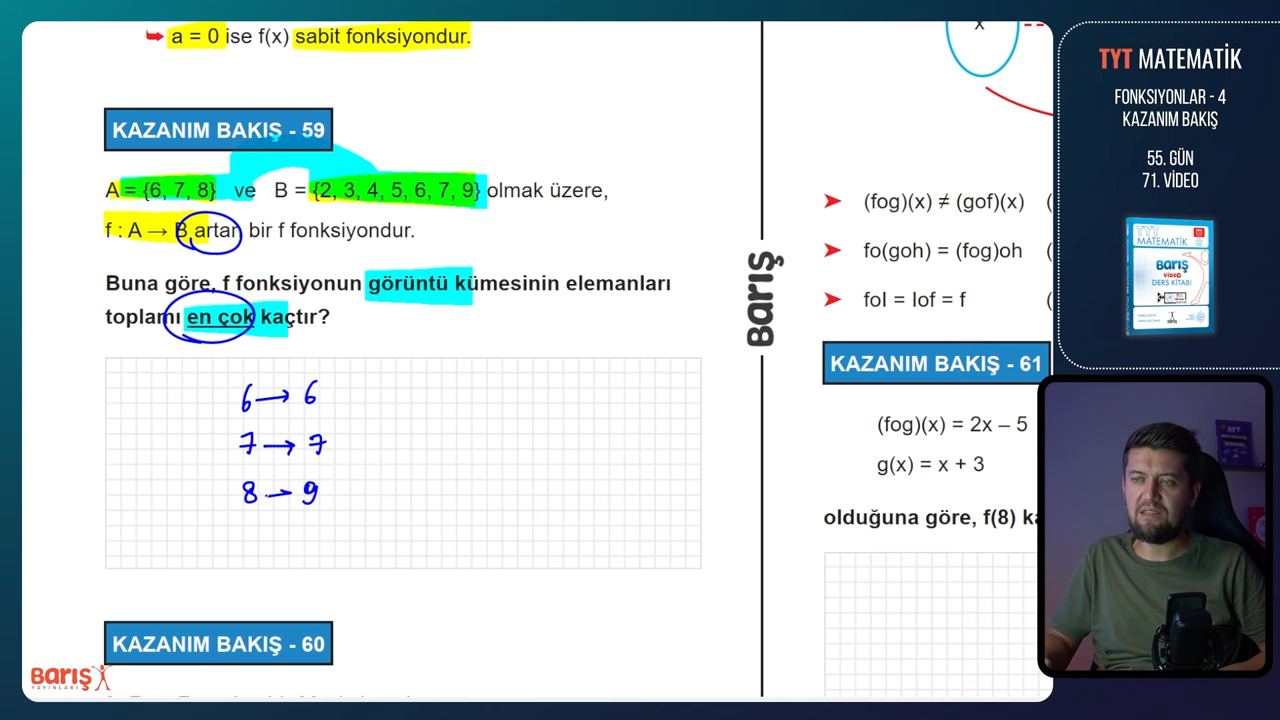 a = 0 ise f(x) sabit fonksiyondur.
KAZANIM BAKIŞ - 59
A = {6, 7, 8} ve B = {2, 3, 4, 5, 6, 7, 9} olmak üzere,
f : A → B artan bir f fonksiyondur.
Buna göre, f fonksiyonun görüntü kümesinin elemanları
toplamı en çok kaçtır?
6 → 6
7 → 7
8 → 9
KAZANIM BAKIŞ - 60
Barış
YAYINLARI
Barış
x
(fog)(x) ≠ (gof)(x) (
fo(goh) = (fog)oh (
foI = Iof = f (
KAZANIM BAKIŞ - 61
(fog)(x) = 2x – 5
g(x) = x + 3
olduğuna göre, f(8)
TYT MATEMATİK
FONKSIYONLAR - 4
KAZANIM BAKIŞ
55. GÜN
71. VİDEO
TYT
MATEMATİK
Barış
VİDEO
DERS KİTABI